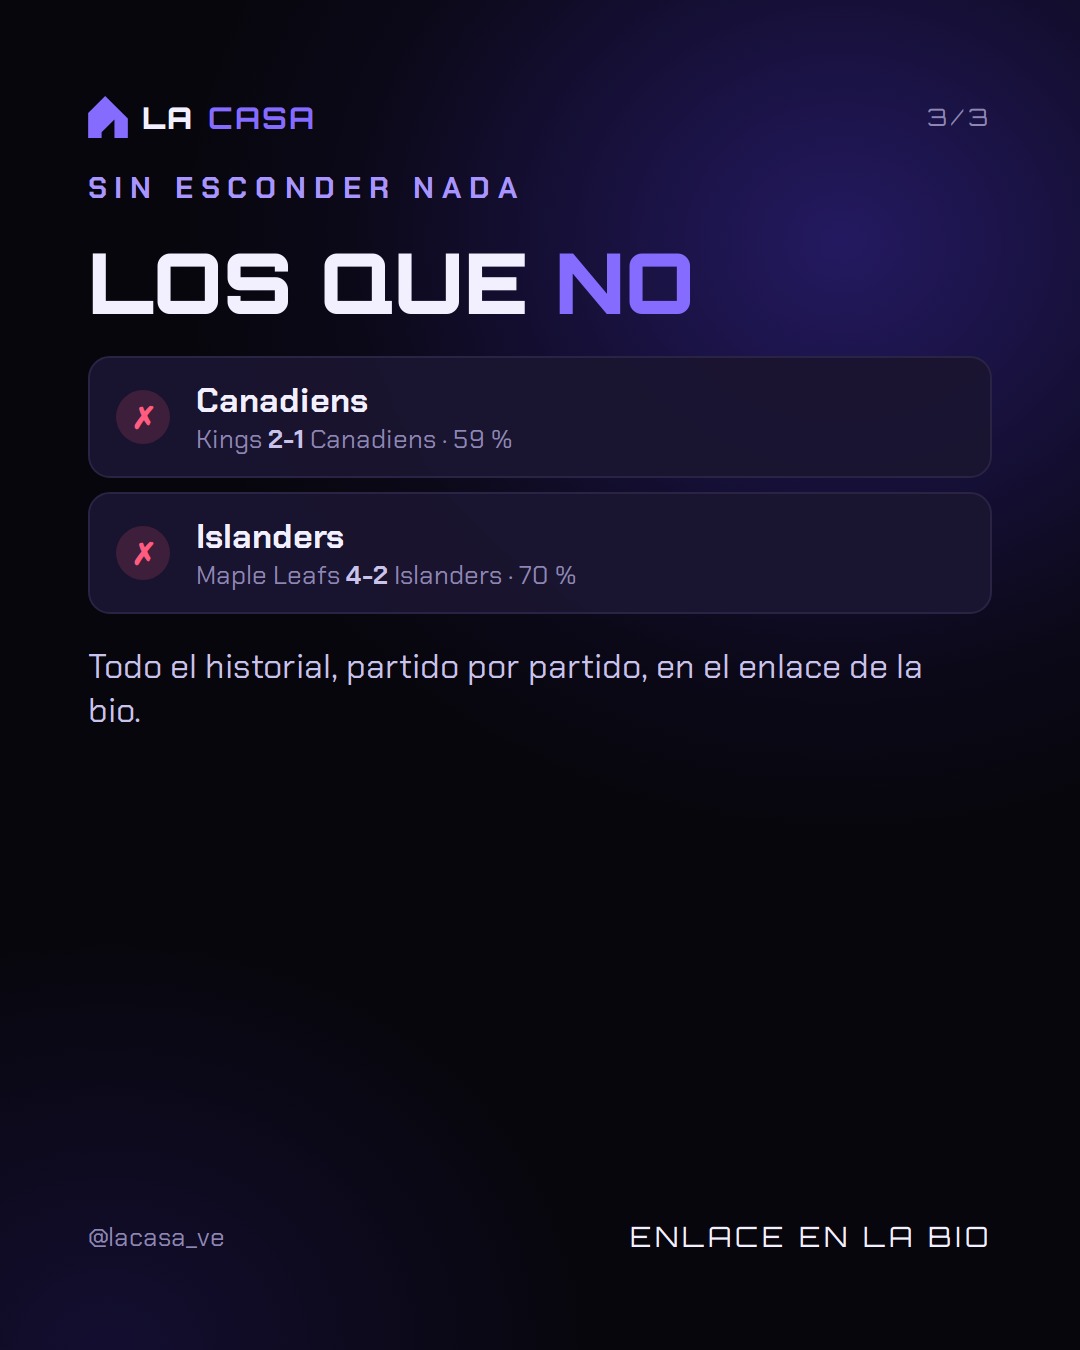 LA CASA
3/3
SIN ESCONDER NADA
LOS QUE NO
✗
Canadiens
Kings 2-1 Canadiens · 59 %
✗
Islanders
Maple Leafs 4-2 Islanders · 70 %
Todo el historial, partido por partido, en el enlace de la
bio.
@lacasa_ve
ENLACE EN LA BIO